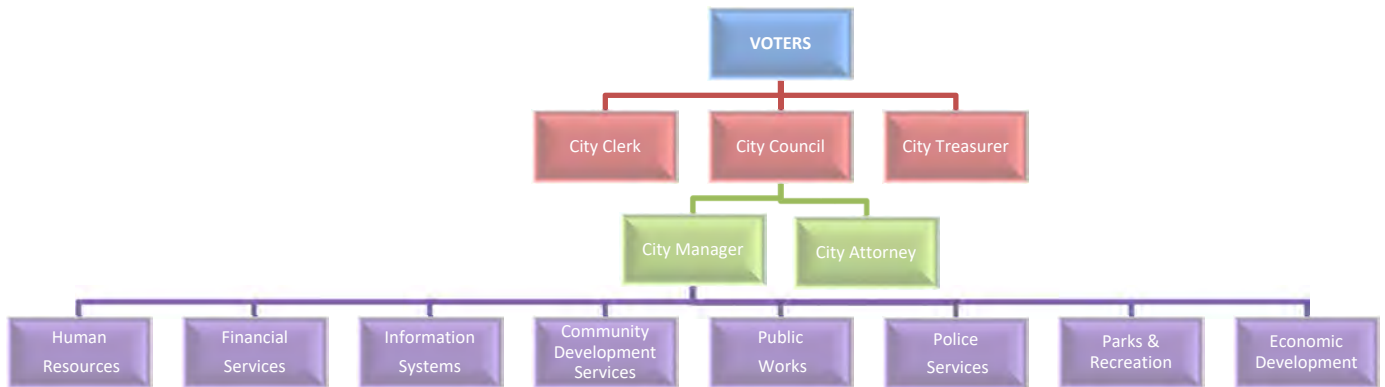 VOTERS
City Clerk
City Council
City Treasurer
City Manager
City Attorney
Human
Resources
Financial
Services
Information
Systems
Community
Development
Services
Public
Works
Police
Services
Parks &
Recreation
Economic
Development